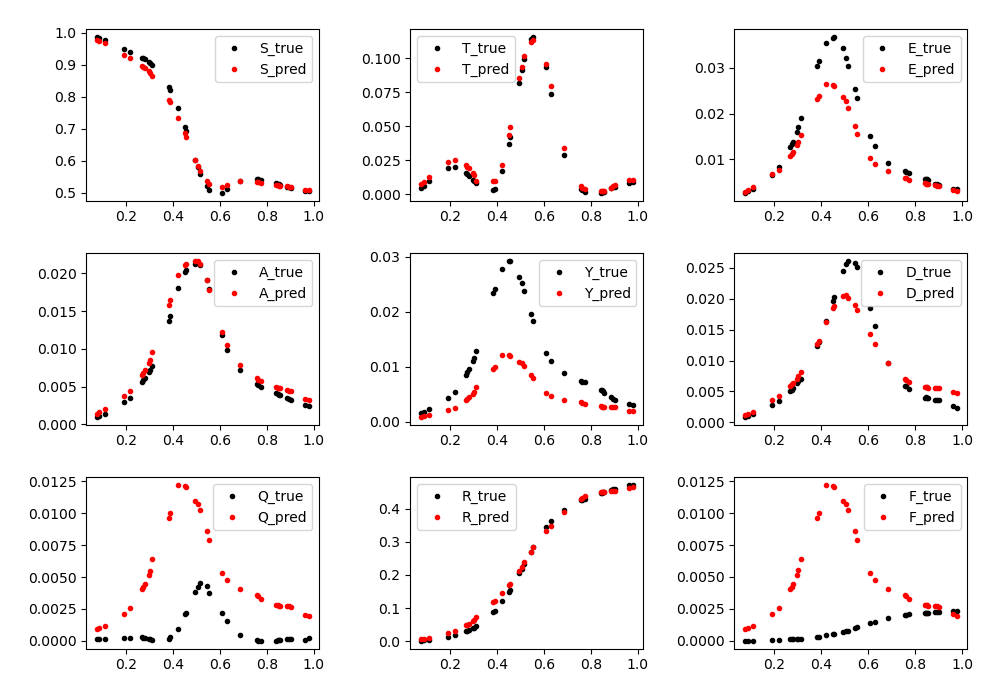 1.0 0.9 0.8 0.7 0.6 0.5
S_true
S_pred
0.2 0.4 0.6 0.8 1.0
0.100 0.075 0.050 0.025 0.000
T_true
T_pred
0.2 0.4 0.6 0.8 1.0
0.03 0.02 0.01
E_true
E_pred
0.2 0.4 0.6 0.8 1.0
0.020 0.015 0.010 0.005 0.000
A_true
A_pred
0.2 0.4 0.6 0.8 1.0
0.03 0.02 0.01 0.00
Y_true
Y_pred
0.2 0.4 0.6 0.8 1.0
0.025 0.020 0.015 0.010 0.005 0.000
D_true
D_pred
0.2 0.4 0.6 0.8 1.0
0.0125 0.0100 0.0075 0.0050 0.0025 0.0000
Q_true
Q_pred
0.2 0.4 0.6 0.8 1.0
0.4 0.3 0.2 0.1 0.0
R_true
R_pred
0.2 0.4 0.6 0.8 1.0
0.0125 0.0100 0.0075 0.0050 0.0025 0.0000
F_true
F_pred
0.2 0.4 0.6 0.8 1.0